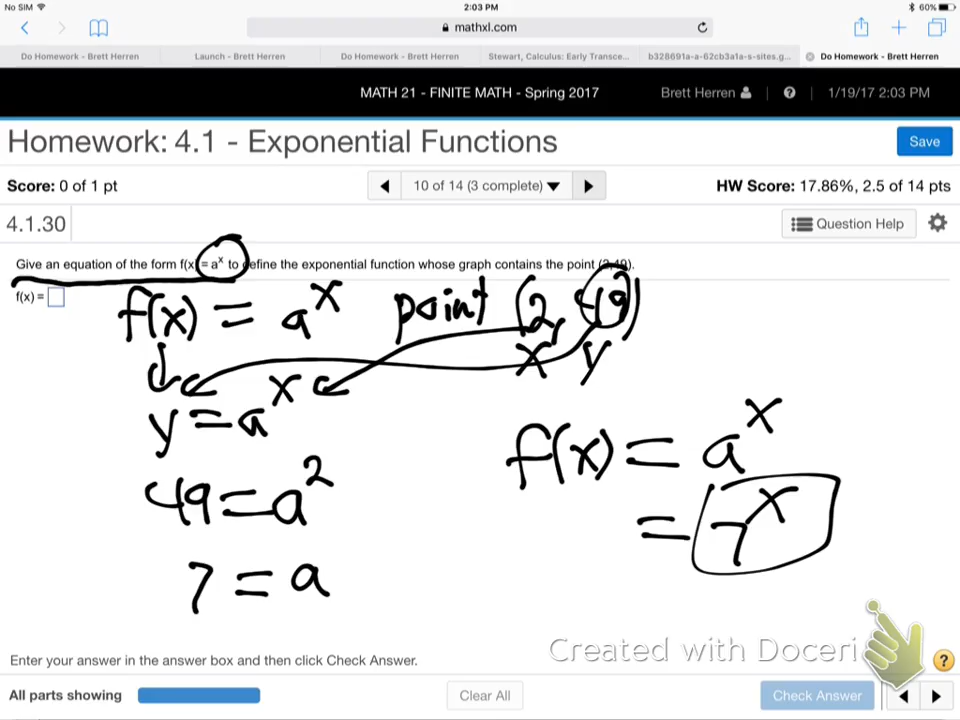 No SIM 2:03 PM 60%
mathxl.com
Do Homework - Brett Herren Launch - Brett Herren Do Homework - Brett Herren Stewart, Calculus: Early Transce... b328691a-a-62cb3a1a-s-sites.g... Do Homework - Brett Herren
MATH 21 - FINITE MATH - Spring 2017 Brett Herren ? 1/19/17 2:03 PM
Homework: 4.1 - Exponential Functions Save
Score: 0 of 1 pt 10 of 14 (3 complete) HW Score: 17.86%, 2.5 of 14 pts
4.1.30 Question Help
Give an equation of the form f(x) = aˣ to define the exponential function whose graph contains the point (2,49).
f(x) =
f(x) = aˣ point (2, 49)
x y
y = aˣ
f(x) = aˣ
49 = a²
= 7ˣ
7 = a
Created with Doceri
Enter your answer in the answer box and then click Check Answer. ?
All parts showing Clear All Check Answer